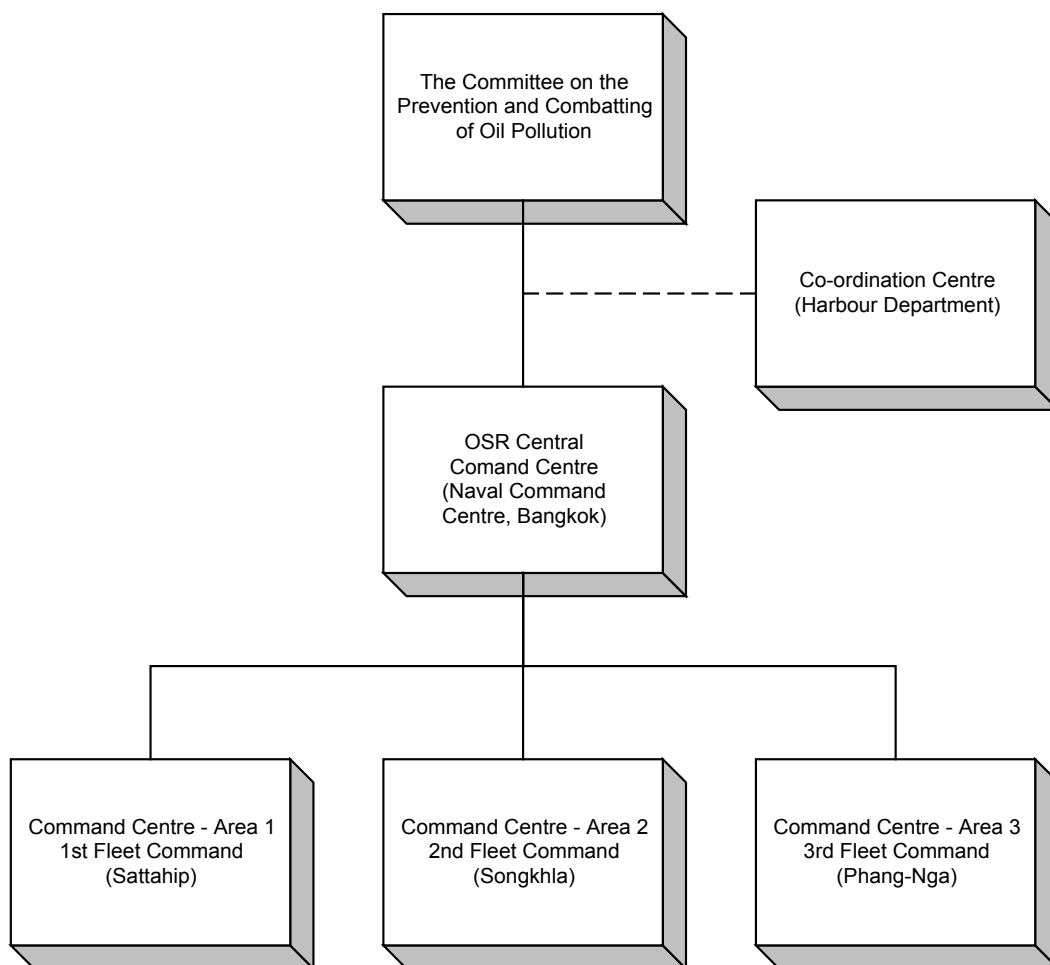 The Committee on the
Prevention and Combatting
of Oil Pollution
Co-ordination Centre
(Harbour Department)
OSR Central
Comand Centre
(Naval Command
Centre, Bangkok)
Command Centre - Area 1
1st Fleet Command
(Sattahip)
Command Centre - Area 2
2nd Fleet Command
(Songkhla)
Command Centre - Area 3
3rd Fleet Command
(Phang-Nga)